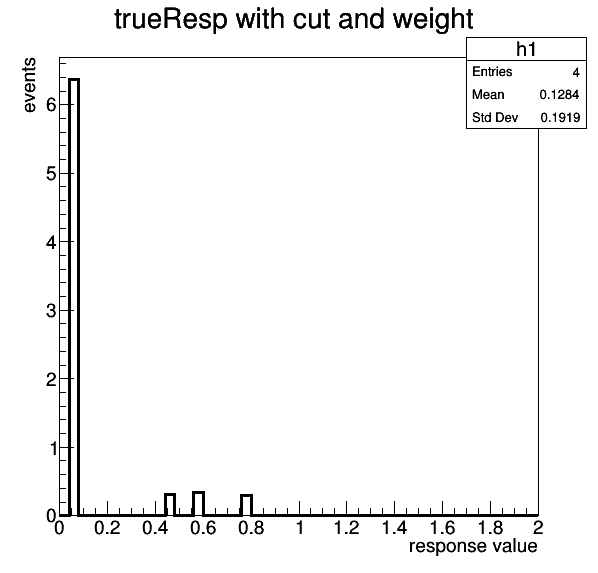 trueResp with cut and weight
h1
Entries 4
Mean 0.1284
Std Dev 0.1919
events
6
5
4
3
2
1
0
0 0.2 0.4 0.6 0.8 1 1.2 1.4 1.6 1.8 2
response value